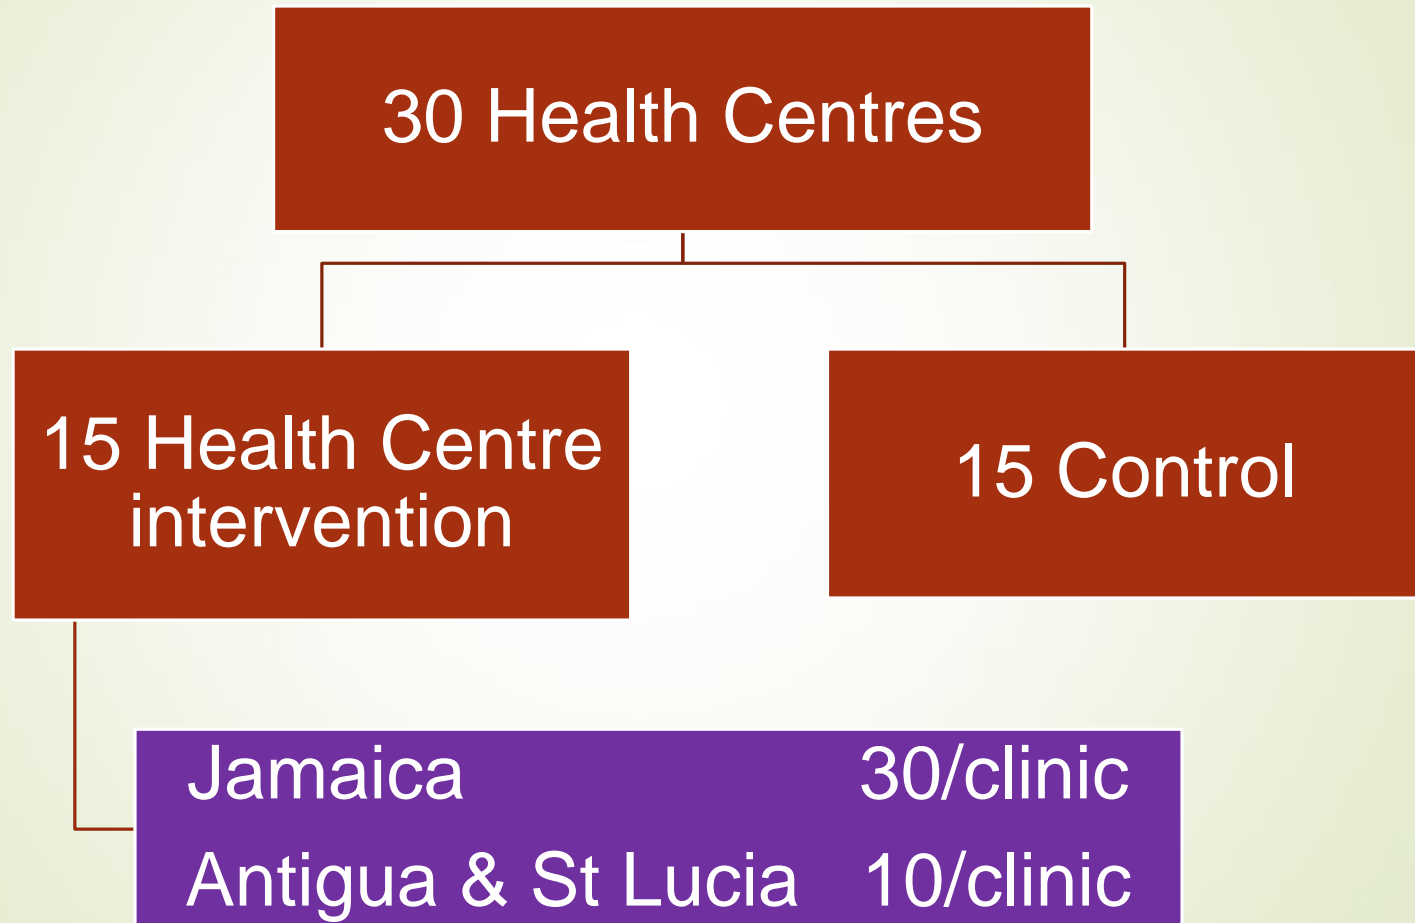 30 Health Centres
15 Health Centre
intervention
15 Control
Jamaica 30/clinic
Antigua & St Lucia 10/clinic